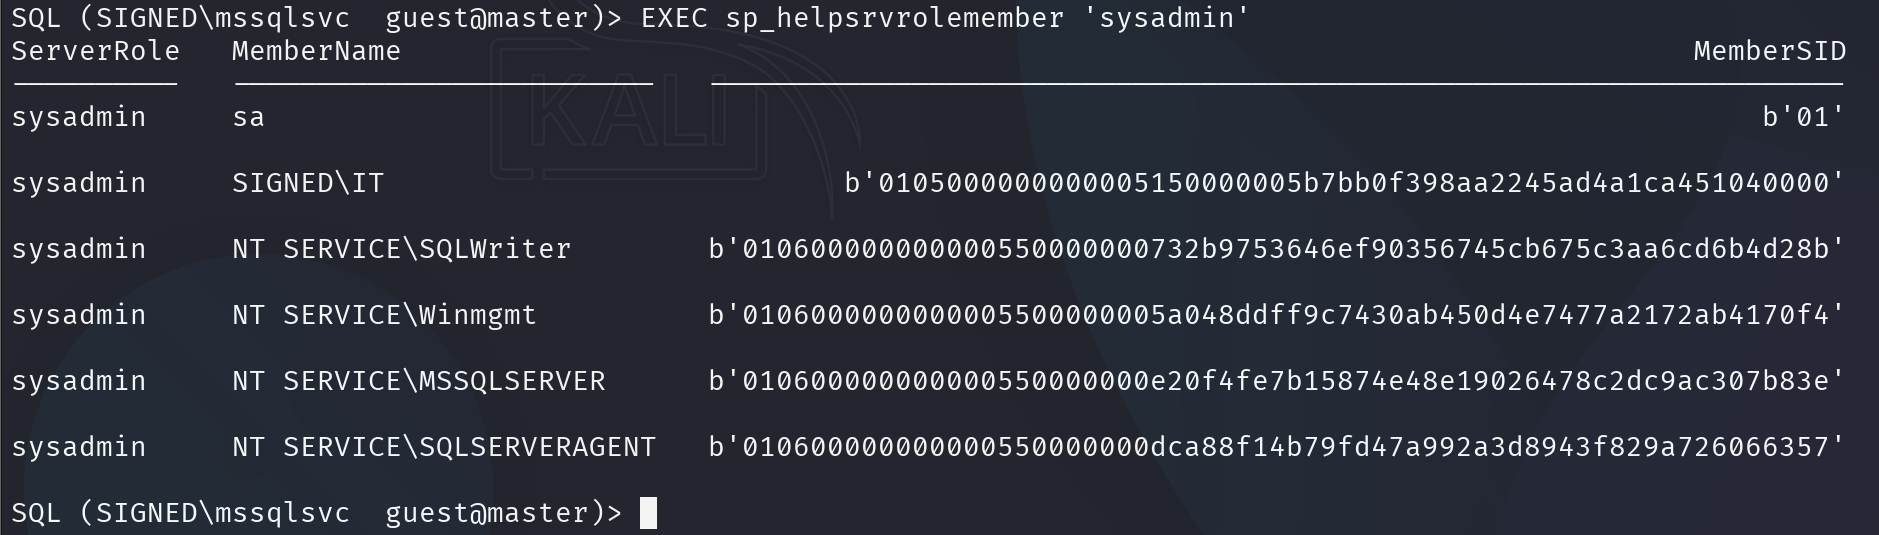 SQL (SIGNED\mssqlsvc  guest@master)> EXEC sp_helpsrvrolemember 'sysadmin'
ServerRole   MemberName   MemberSID
----------   -------------------------   -------------------------------------------------------------------
sysadmin     sa   b'01'
sysadmin     SIGNED\IT   b'0105000000000005150000005b7bb0f398aa2245ad4a1ca451040000'
sysadmin     NT SERVICE\SQLWriter   b'010600000000000550000000732b9753646ef90356745cb675c3aa6cd6b4d28b'
sysadmin     NT SERVICE\Winmgmt   b'0106000000000005500000005a048ddff9c7430ab450d4e7477a2172ab4170f4'
sysadmin     NT SERVICE\MSSQLSERVER   b'010600000000000550000000e20f4fe7b15874e48e19026478c2dc9ac307b83e'
sysadmin     NT SERVICE\SQLSERVERAGENT   b'010600000000000550000000dca88f14b79fd47a992a3d8943f829a726066357'
SQL (SIGNED\mssqlsvc  guest@master)>
KALI